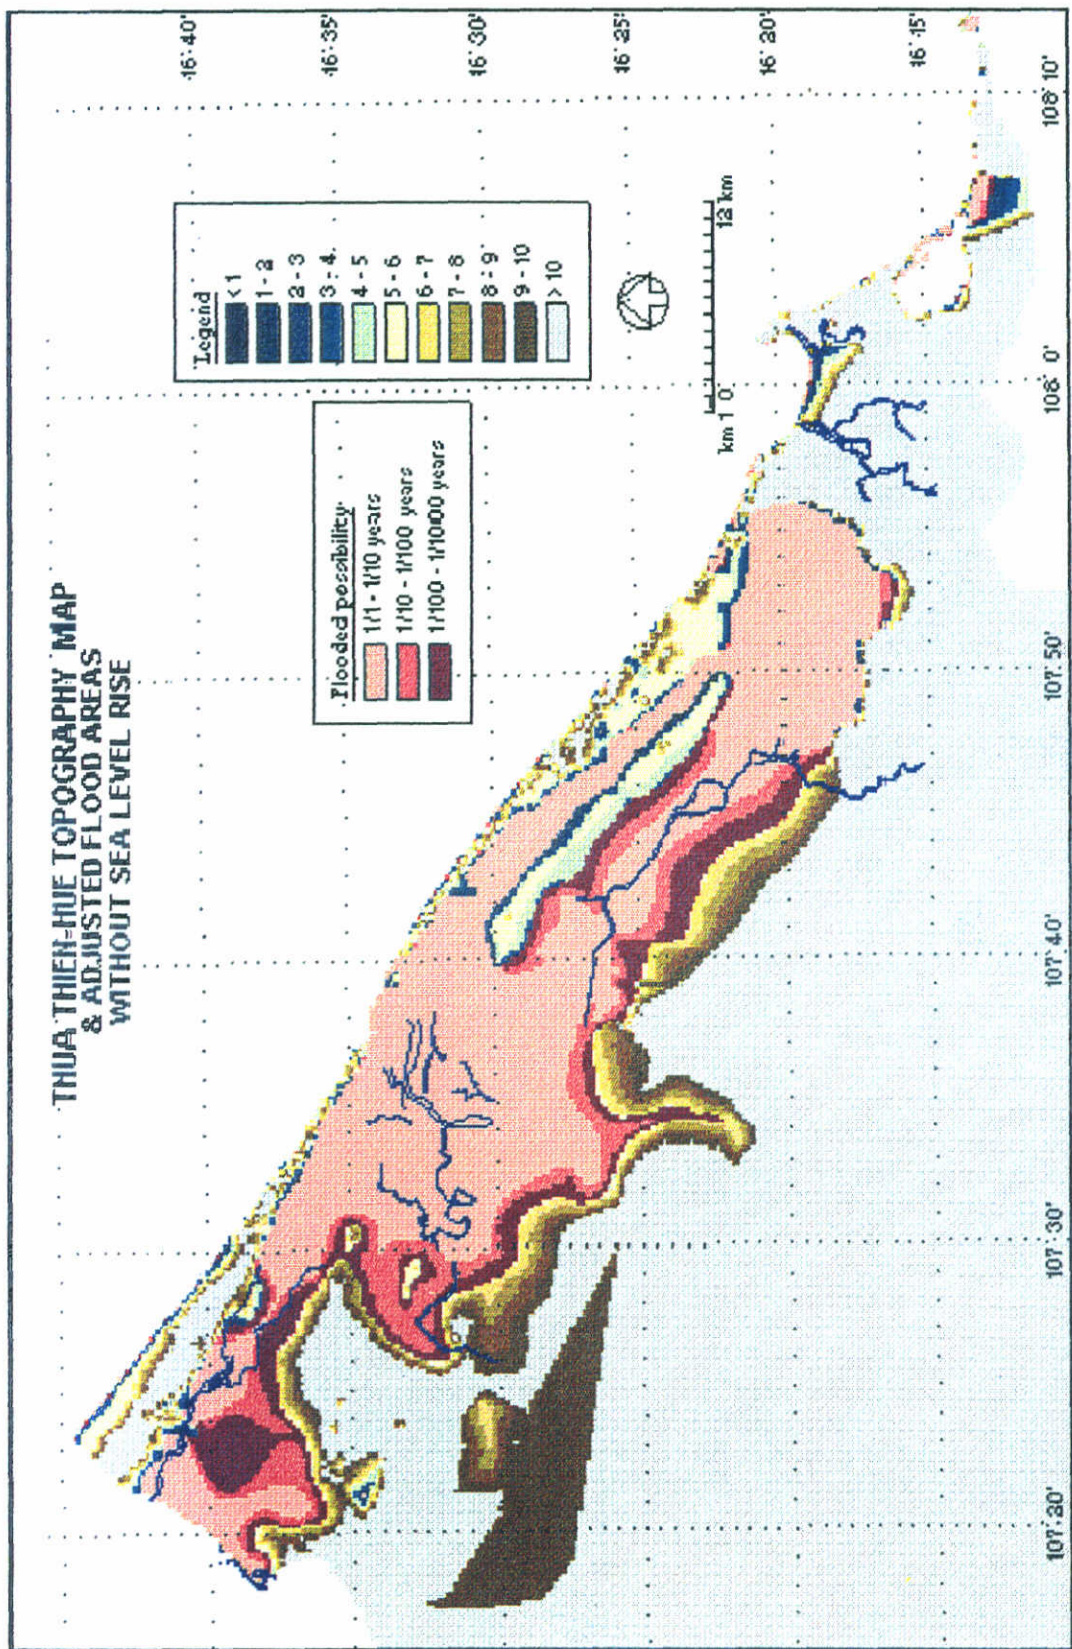 THUA THIEN-HUE TOPOGRAPHY MAP
& ADJUSTED FLOOD AREAS
WITHOUT SEA LEVEL RISE
Flooded possibility
1/1 - 1/10 years
1/10 - 1/100 years
1/100 - 1/1000 years
Legend
< 1
1 - 2
2 - 3
3 - 4
4 - 5
5 - 6
6 - 7
7 - 8
8 - 9
9 - 10
> 10
km 1 0 12 km
16° 40'
16° 35'
16° 30'
16° 25'
16° 20'
16° 15'
107° 20'
107° 30'
107° 40'
107° 50'
108° 0'
108° 10'